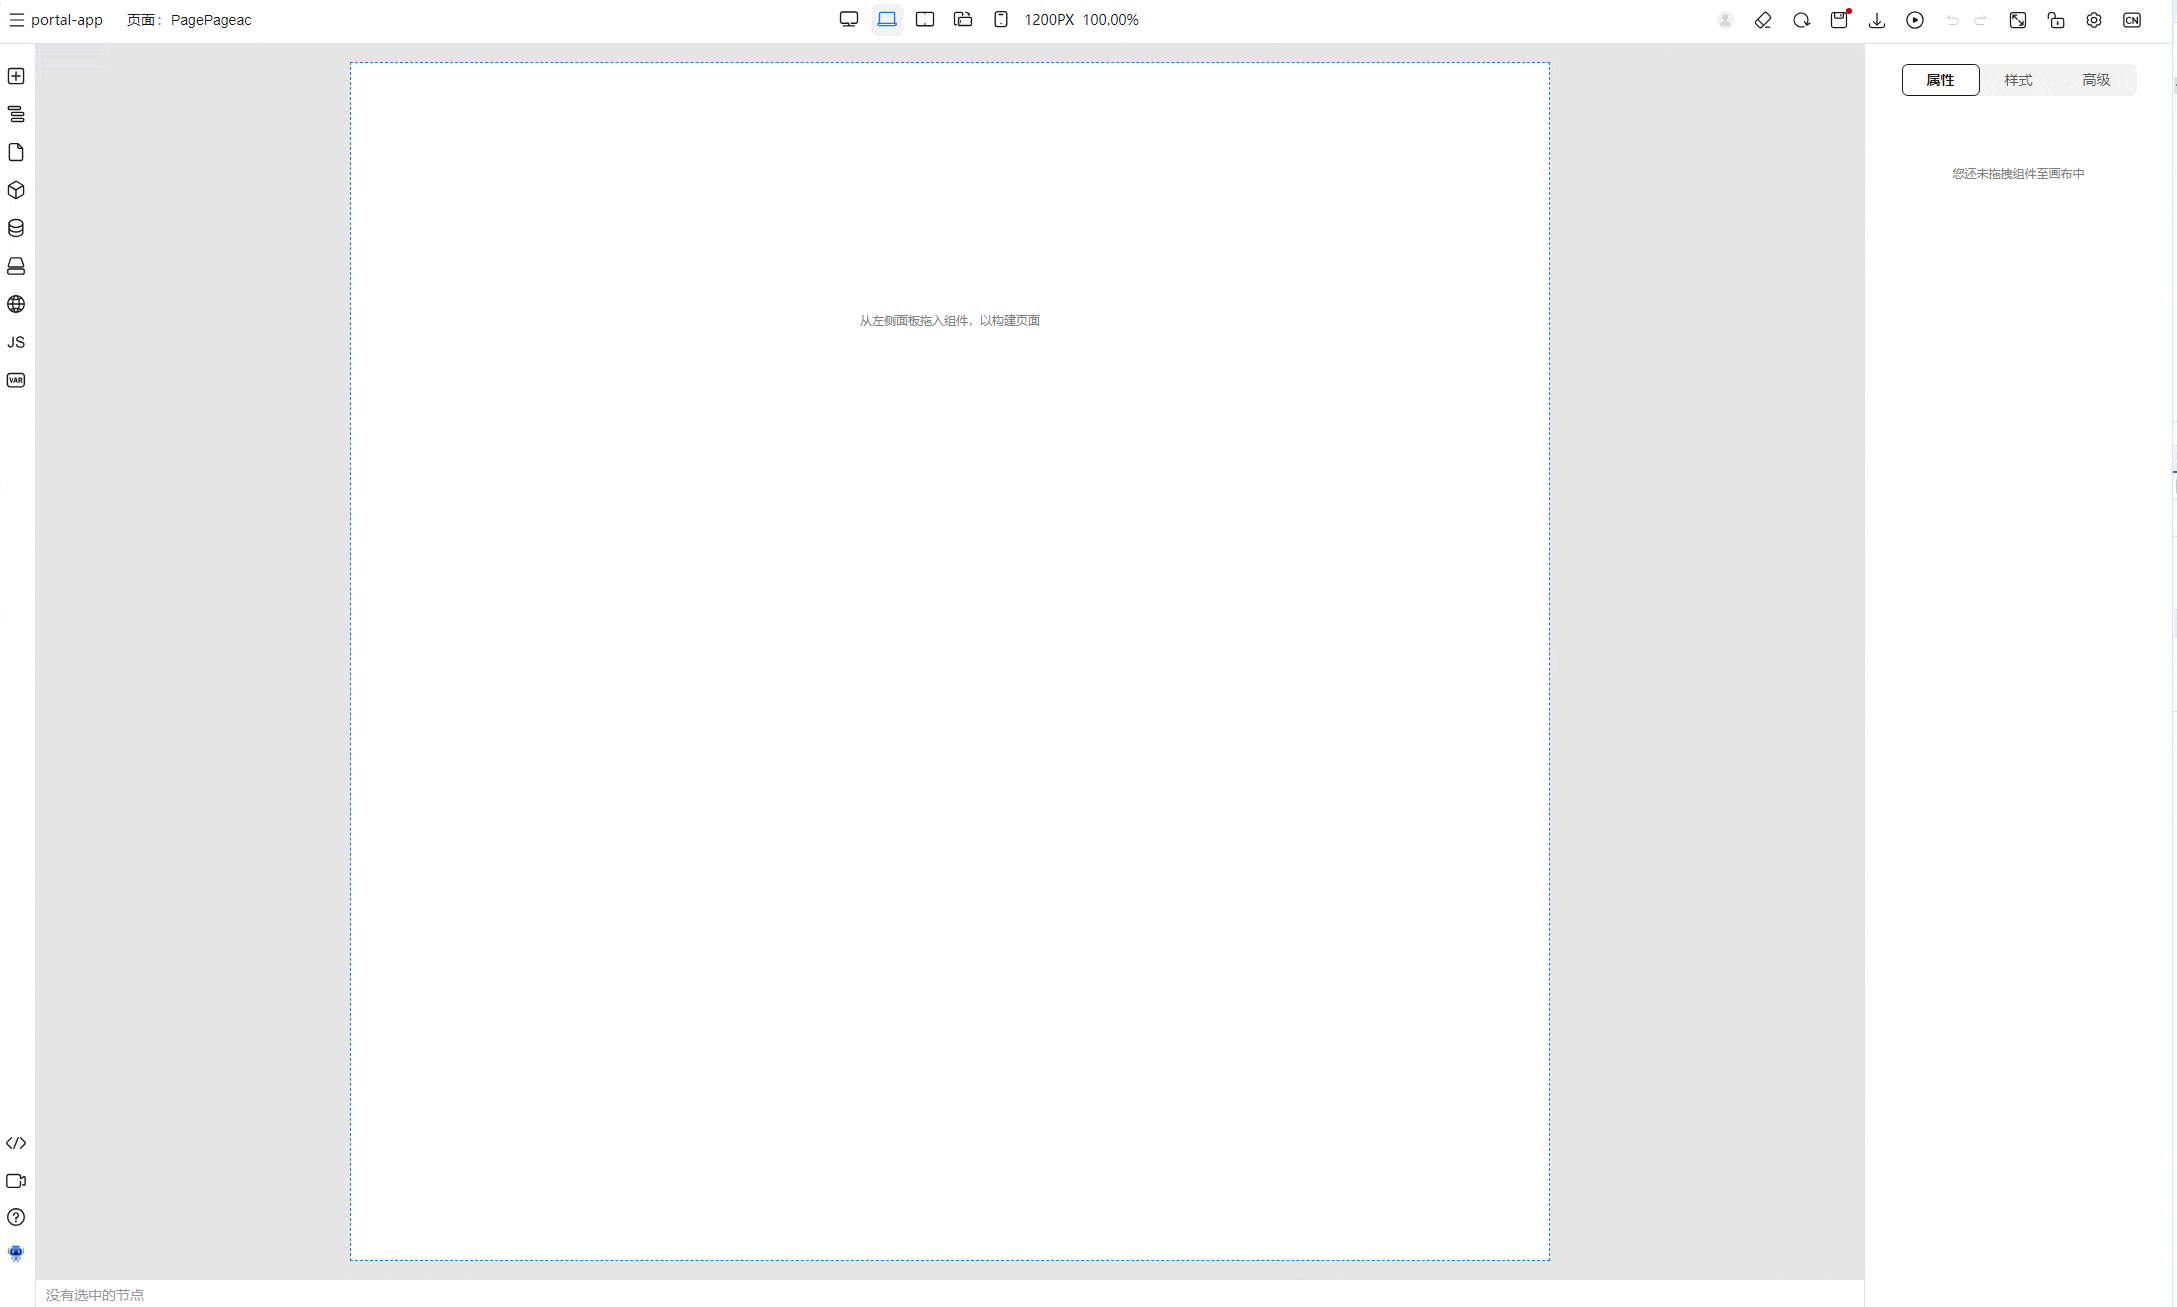 portal-app 页面： PagePageac 1200PX 100.00% CN
属性 样式 高级
您还未拖拽组件至画布中
从左侧面板拖入组件，以构建页面
JS
VAR
没有选中的节点